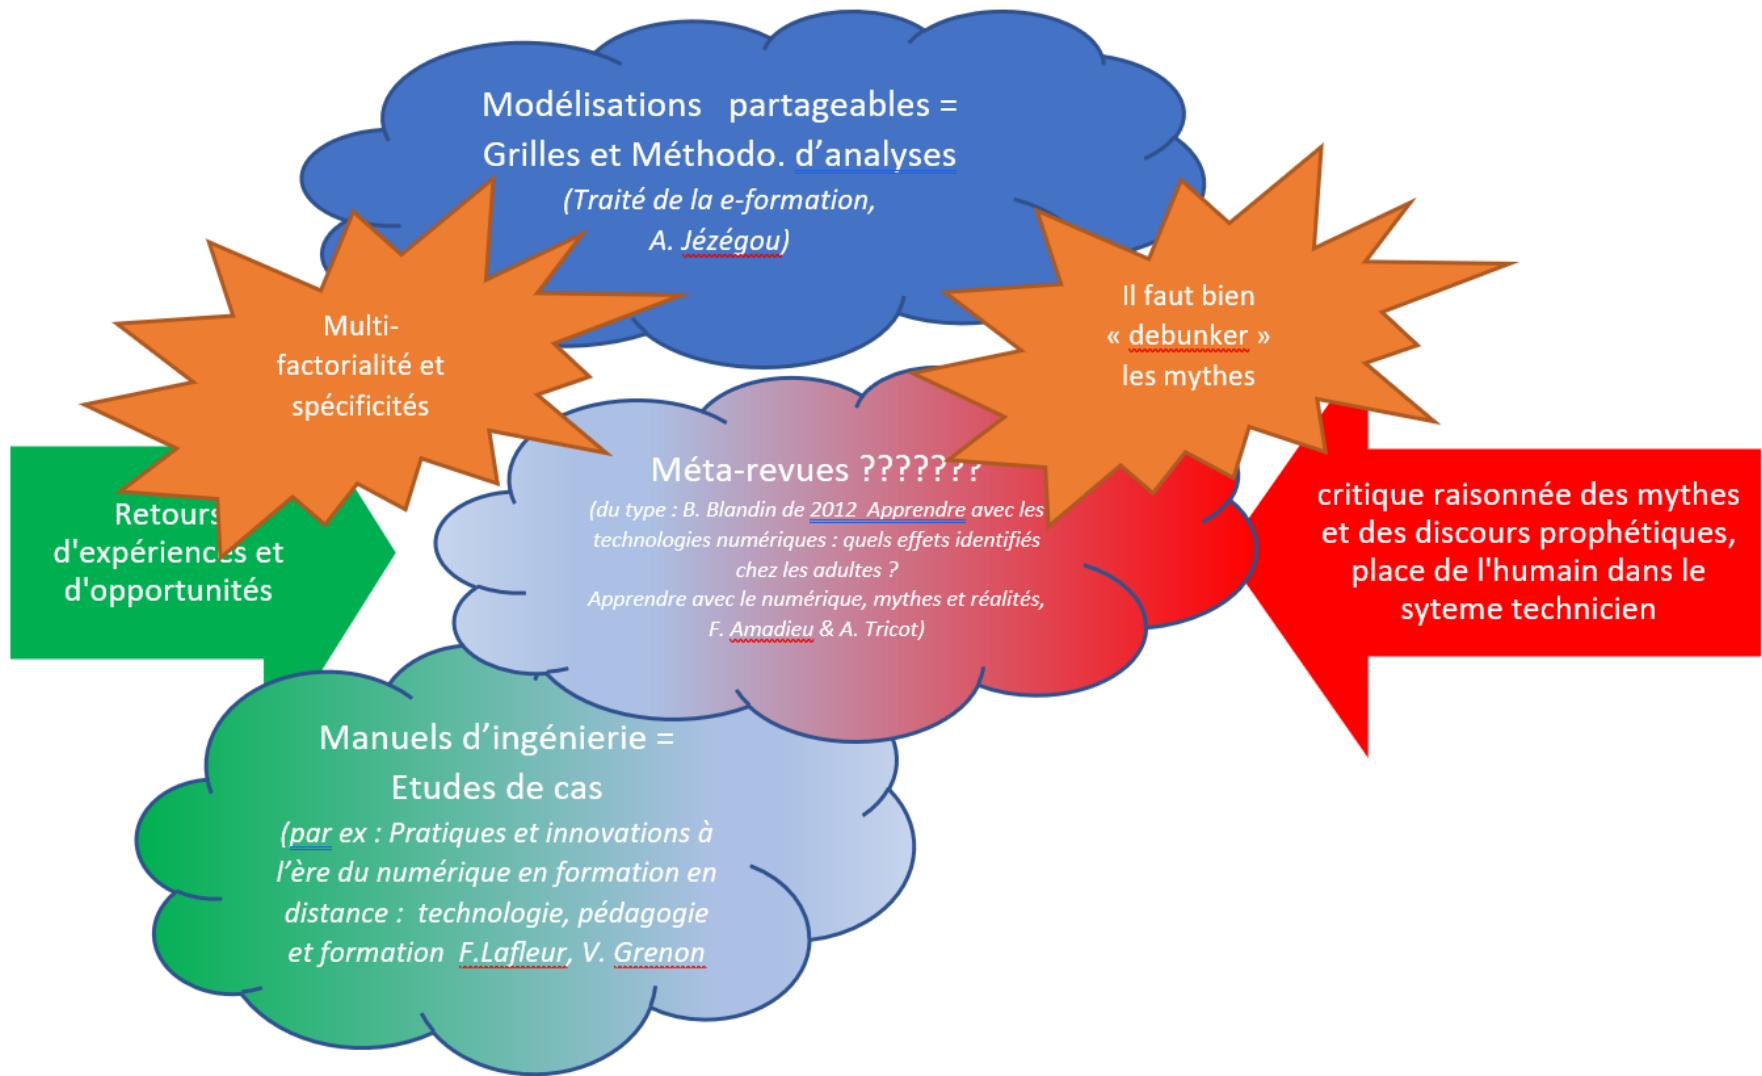 Modélisations partageables =
Grilles et Méthodo. d’analyses
(Traité de la e-formation,
A. Jézégou)
Multi-
factorialité et
spécificités
Il faut bien
« debunker »
les mythes
Retours
d'expériences et
d'opportunités
Méta-revues ???????
(du type : B. Blandin de 2012 Apprendre avec les
technologies numériques : quels effets identifiés
chez les adultes ?
Apprendre avec le numérique, mythes et réalités,
F. Amadieu & A. Tricot)
critique raisonnée des mythes
et des discours prophétiques,
place de l'humain dans le
syteme technicien
Manuels d’ingénierie =
Etudes de cas
(par ex : Pratiques et innovations à
l’ère du numérique en formation en
distance : technologie, pédagogie
et formation F.Lafleur, V. Grenon